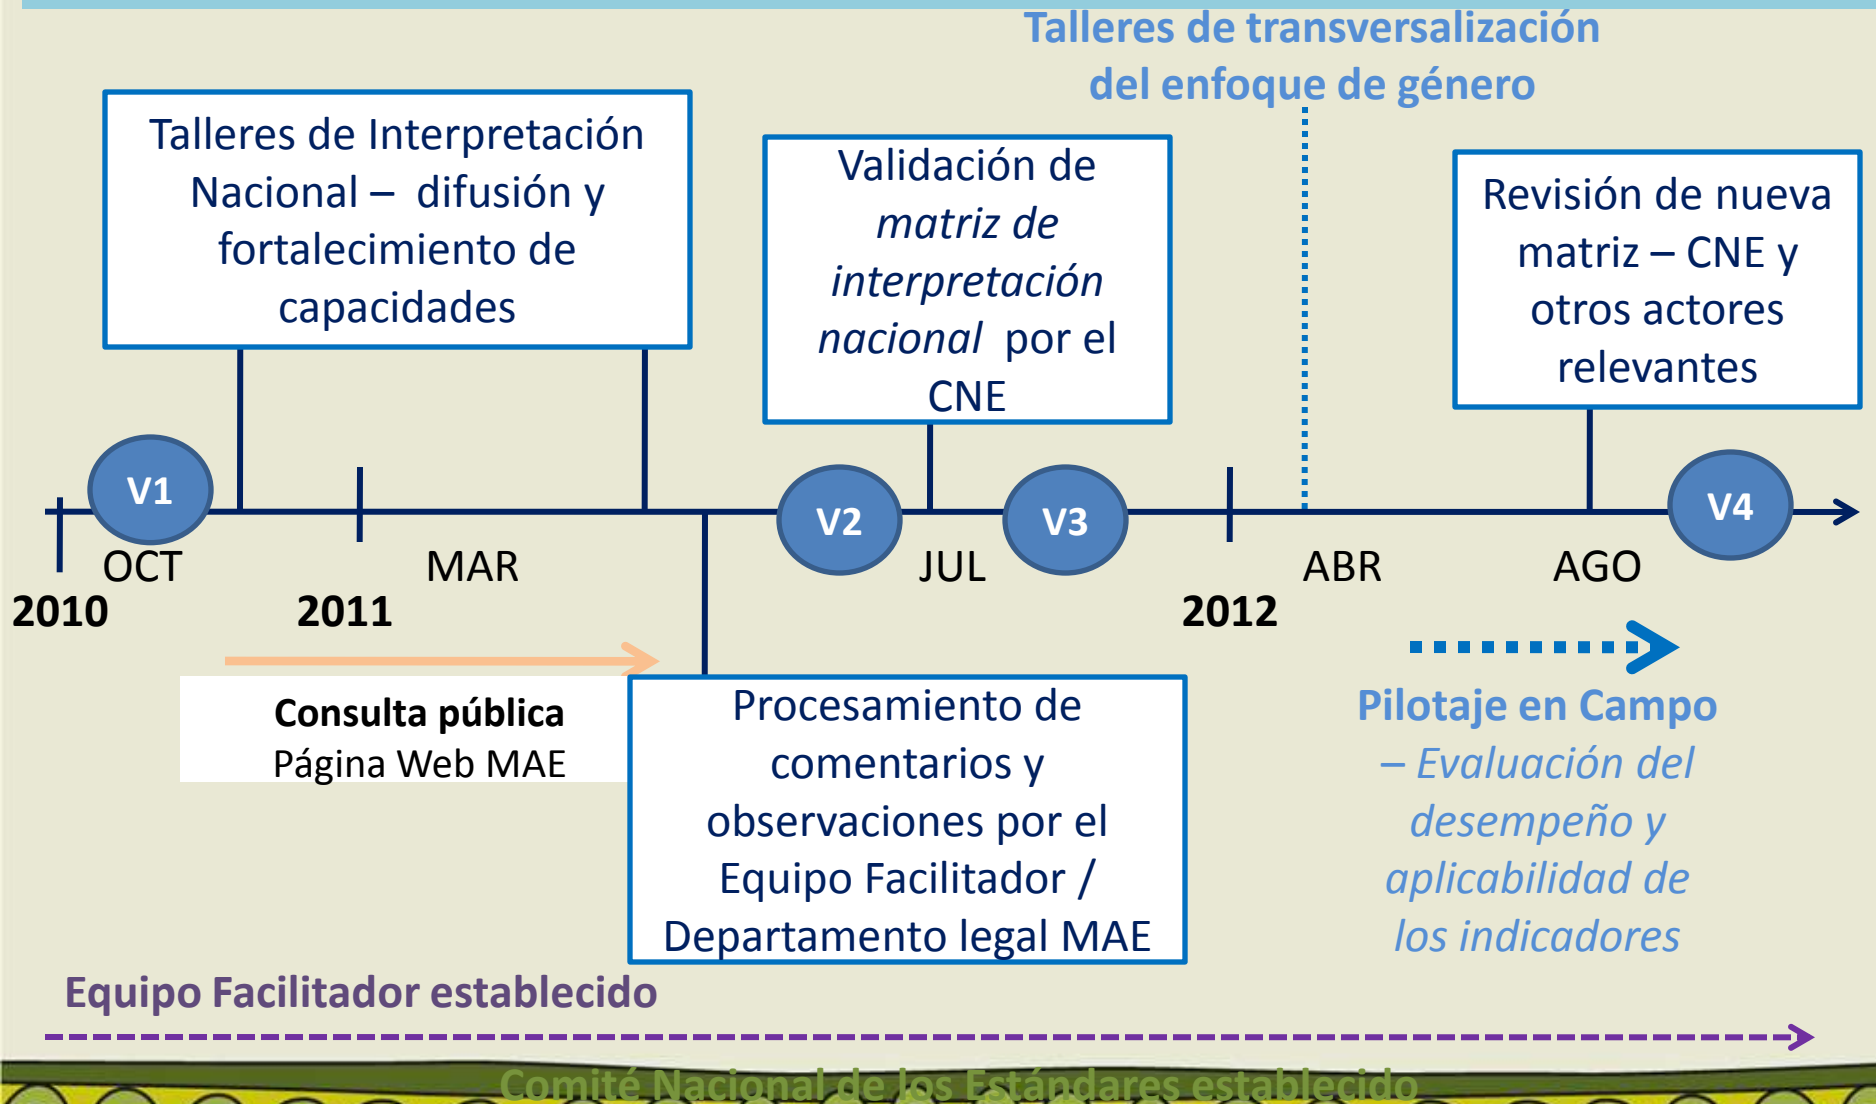 Talleres de transversalización
del enfoque de género
Talleres de Interpretación
Nacional – difusión y
fortalecimiento de
capacidades
Validación de
matriz de
interpretación
nacional por el
CNE
Revisión de nueva
matriz – CNE y
otros actores
relevantes
V1
V2
V3
V4
OCT
MAR
JUL
ABR
AGO
2010
2011
2012
Consulta pública
Página Web MAE
Procesamiento de
comentarios y
observaciones por el
Equipo Facilitador /
Departamento legal MAE
Pilotaje en Campo
– Evaluación del
desempeño y
aplicabilidad de
los indicadores
Equipo Facilitador establecido
Comité Nacional de los Estándares establecido